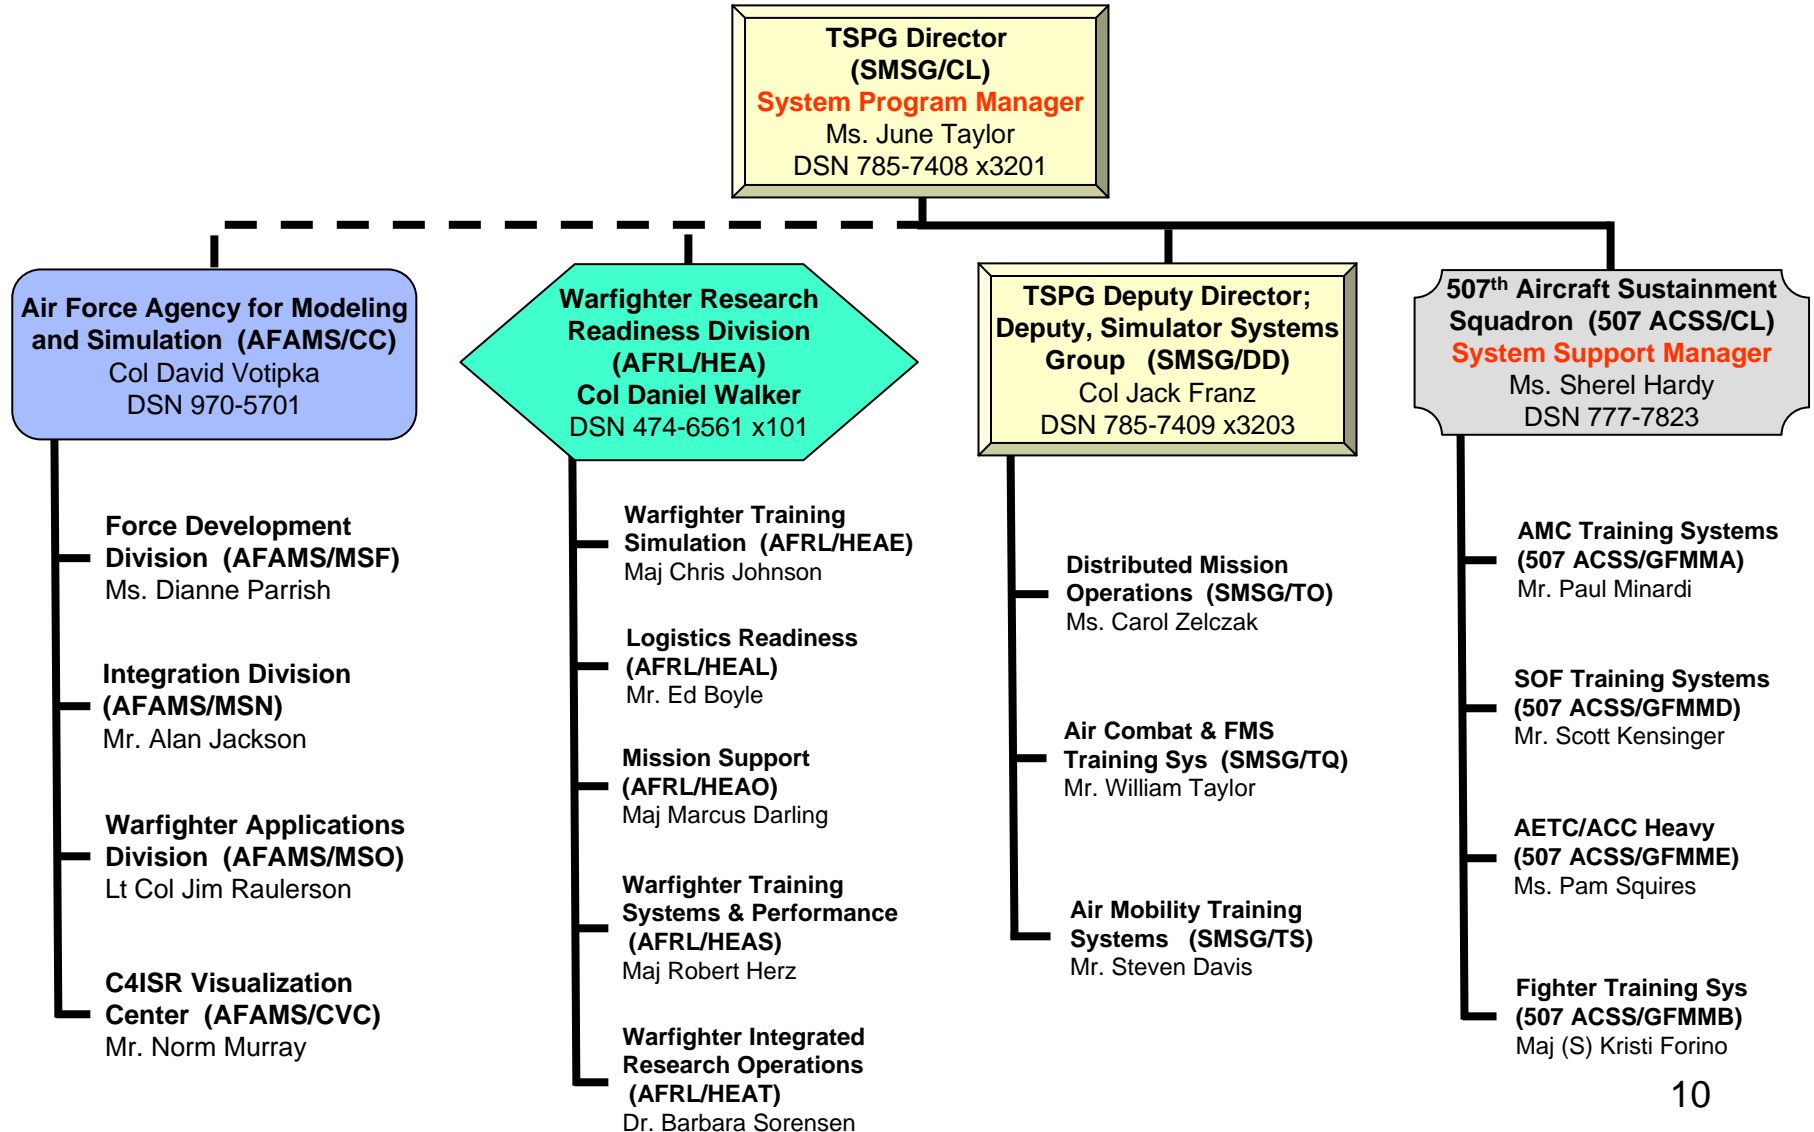 TSPG Director
(SMSG/CL)
System Program Manager
Ms. June Taylor
DSN 785-7408 x3201
Air Force Agency for Modeling
and Simulation (AFAMS/CC)
Col David Votipka
DSN 970-5701
Warfighter Research
Readiness Division
(AFRL/HEA)
Col Daniel Walker
DSN 474-6561 x101
TSPG Deputy Director;
Deputy, Simulator Systems
Group (SMSG/DD)
Col Jack Franz
DSN 785-7409 x3203
507th Aircraft Sustainment
Squadron (507 ACSS/CL)
System Support Manager
Ms. Sherel Hardy
DSN 777-7823
Force Development
Division (AFAMS/MSF)
Ms. Dianne Parrish
Integration Division
(AFAMS/MSN)
Mr. Alan Jackson
Warfighter Applications
Division (AFAMS/MSO)
Lt Col Jim Raulerson
C4ISR Visualization
Center (AFAMS/CVC)
Mr. Norm Murray
Warfighter Training
Simulation (AFRL/HEAE)
Maj Chris Johnson
Logistics Readiness
(AFRL/HEAL)
Mr. Ed Boyle
Mission Support
(AFRL/HEAO)
Maj Marcus Darling
Warfighter Training
Systems & Performance
(AFRL/HEAS)
Maj Robert Herz
Warfighter Integrated
Research Operations
(AFRL/HEAT)
Dr. Barbara Sorensen
Distributed Mission
Operations (SMSG/TO)
Ms. Carol Zelczak
Air Combat & FMS
Training Sys (SMSG/TQ)
Mr. William Taylor
Air Mobility Training
Systems (SMSG/TS)
Mr. Steven Davis
AMC Training Systems
(507 ACSS/GFMMA)
Mr. Paul Minardi
SOF Training Systems
(507 ACSS/GFMMD)
Mr. Scott Kensinger
AETC/ACC Heavy
(507 ACSS/GFMME)
Ms. Pam Squires
Fighter Training Sys
(507 ACSS/GFMMB)
Maj (S) Kristi Forino
10